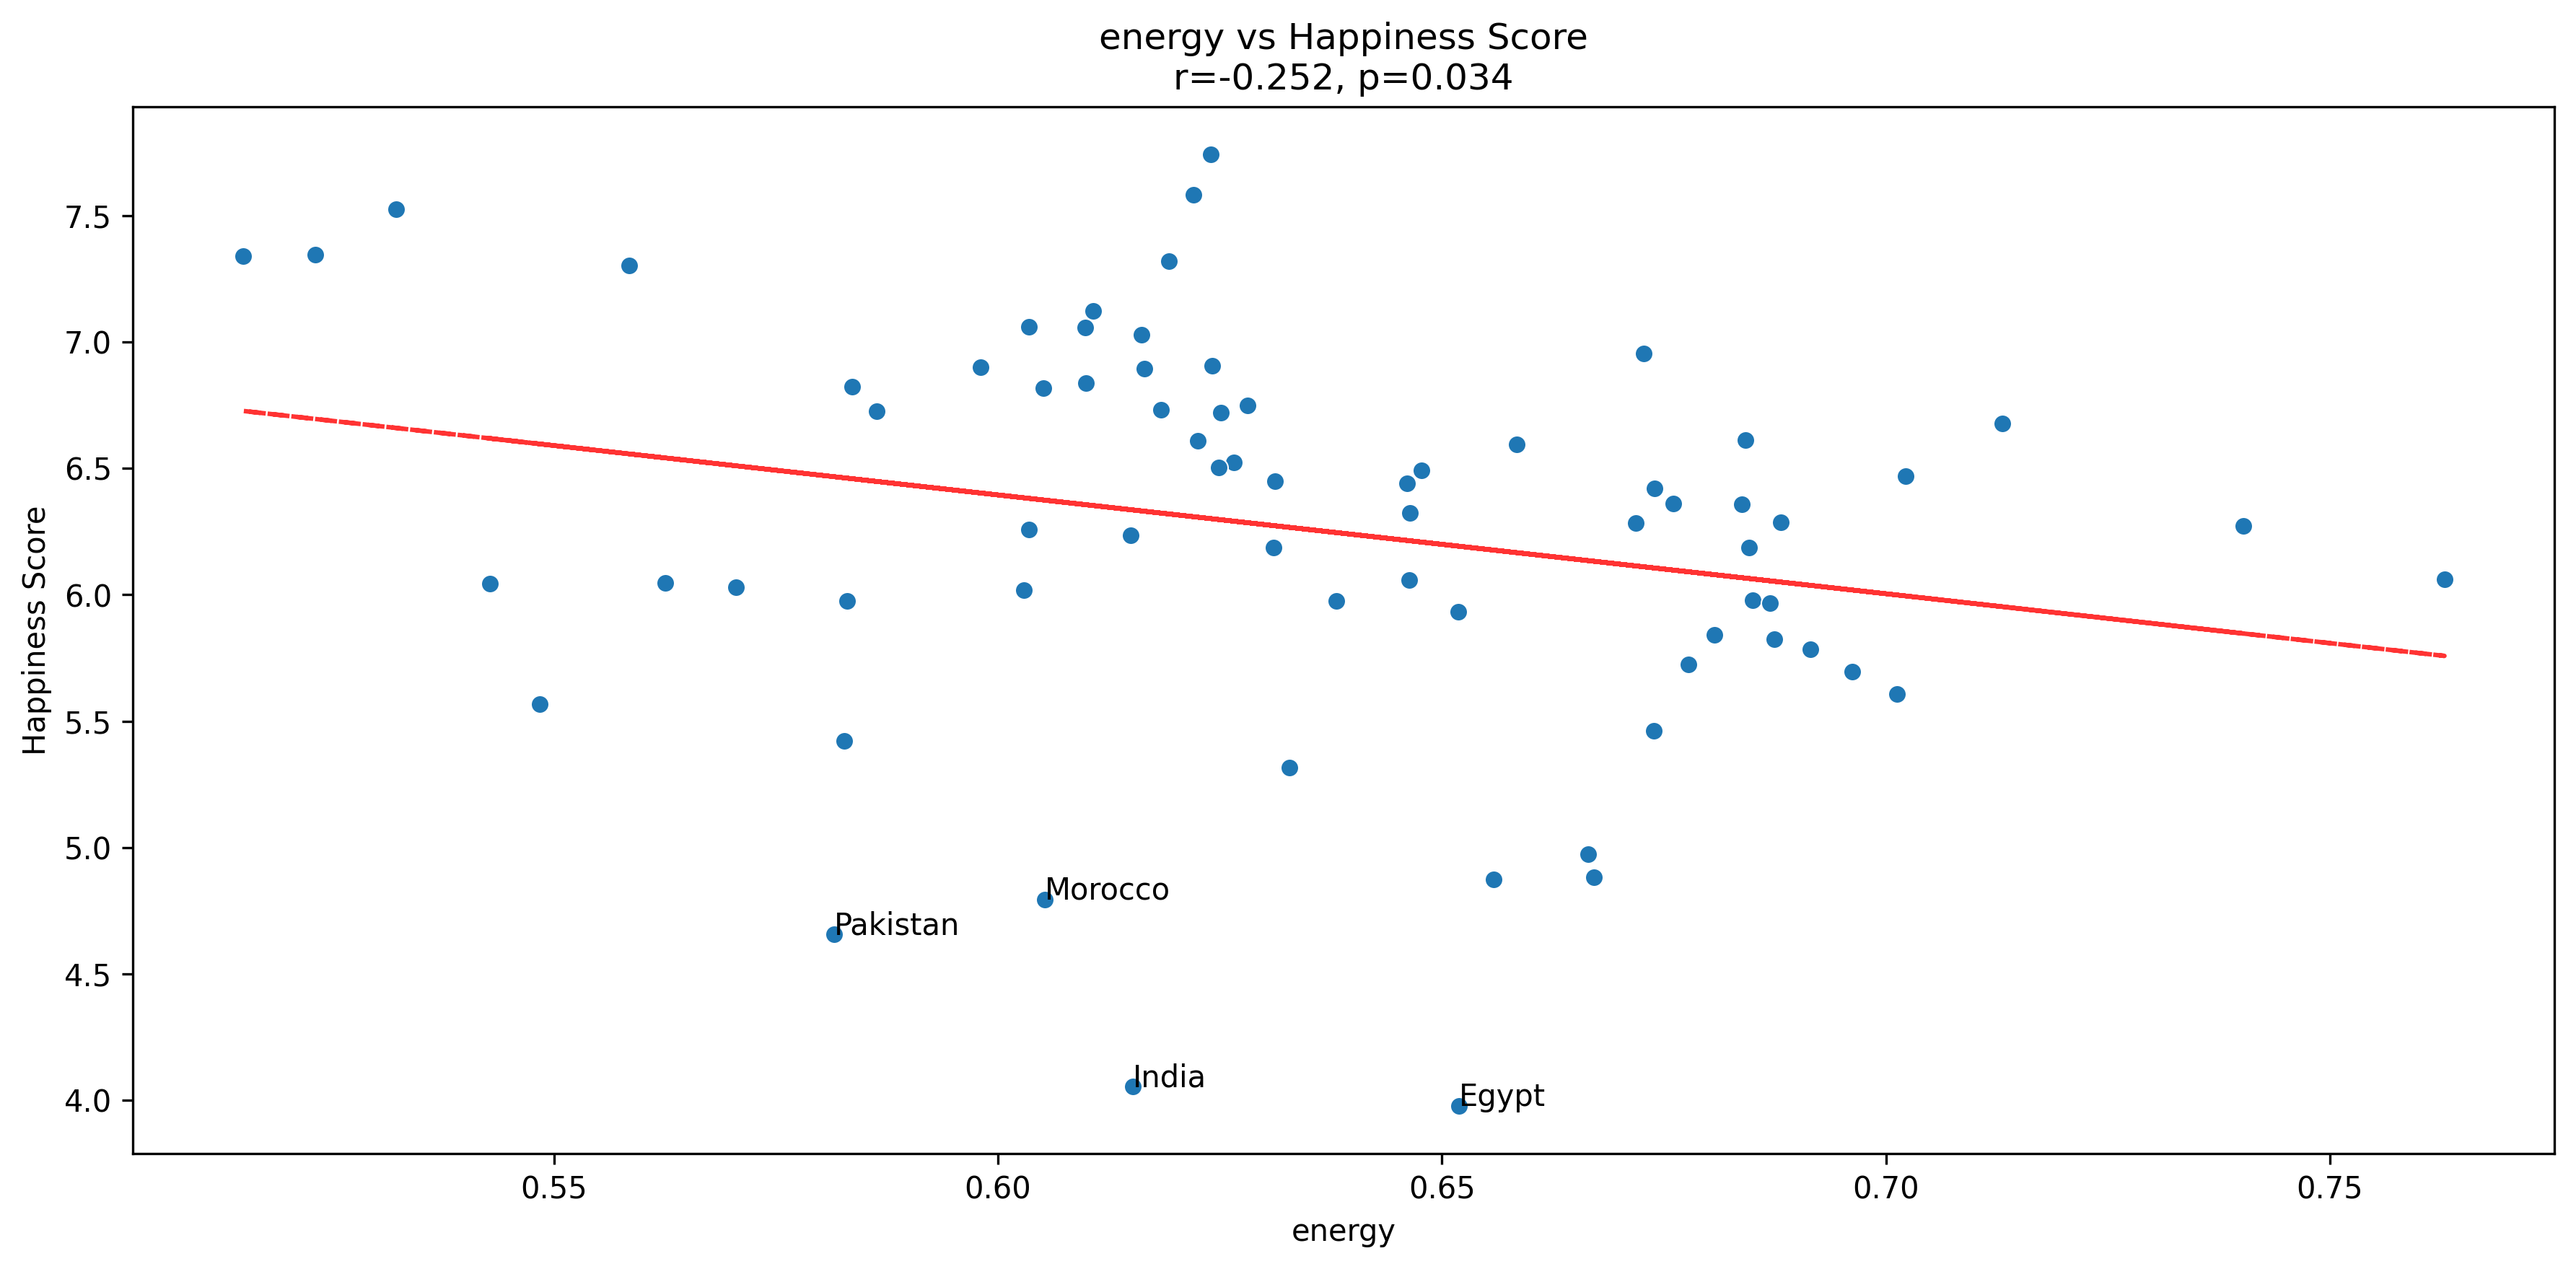 energy vs Happiness Score
r=-0.252, p=0.034
7.5
7.0
6.5
6.0
5.5
5.0
4.5
4.0
Happiness Score
Morocco
Pakistan
India
Egypt
0.55
0.60
0.65
0.70
0.75
energy